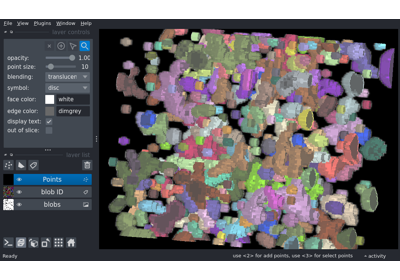 File View Plugins Window Help
layer controls
opacity: 1.00
point size: 10
blending: translucen
symbol: disc
face color: white
edge color: dimgrey
display text:
out of slice:
layer list
Points
blob ID
blobs
Ready use <2> for add points, use <3> for select points activity